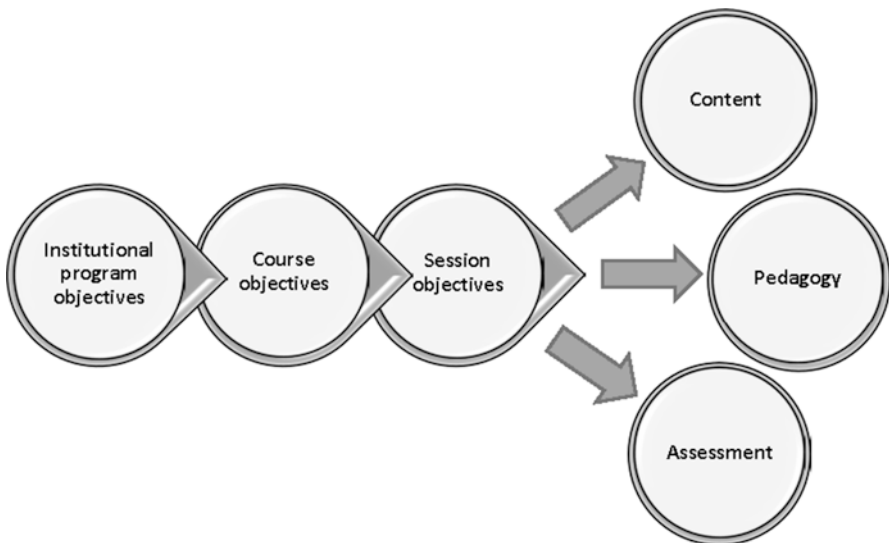 Institutional
program
objectives
Course
objectives
Session
objectives
Content
Pedagogy
Assessment